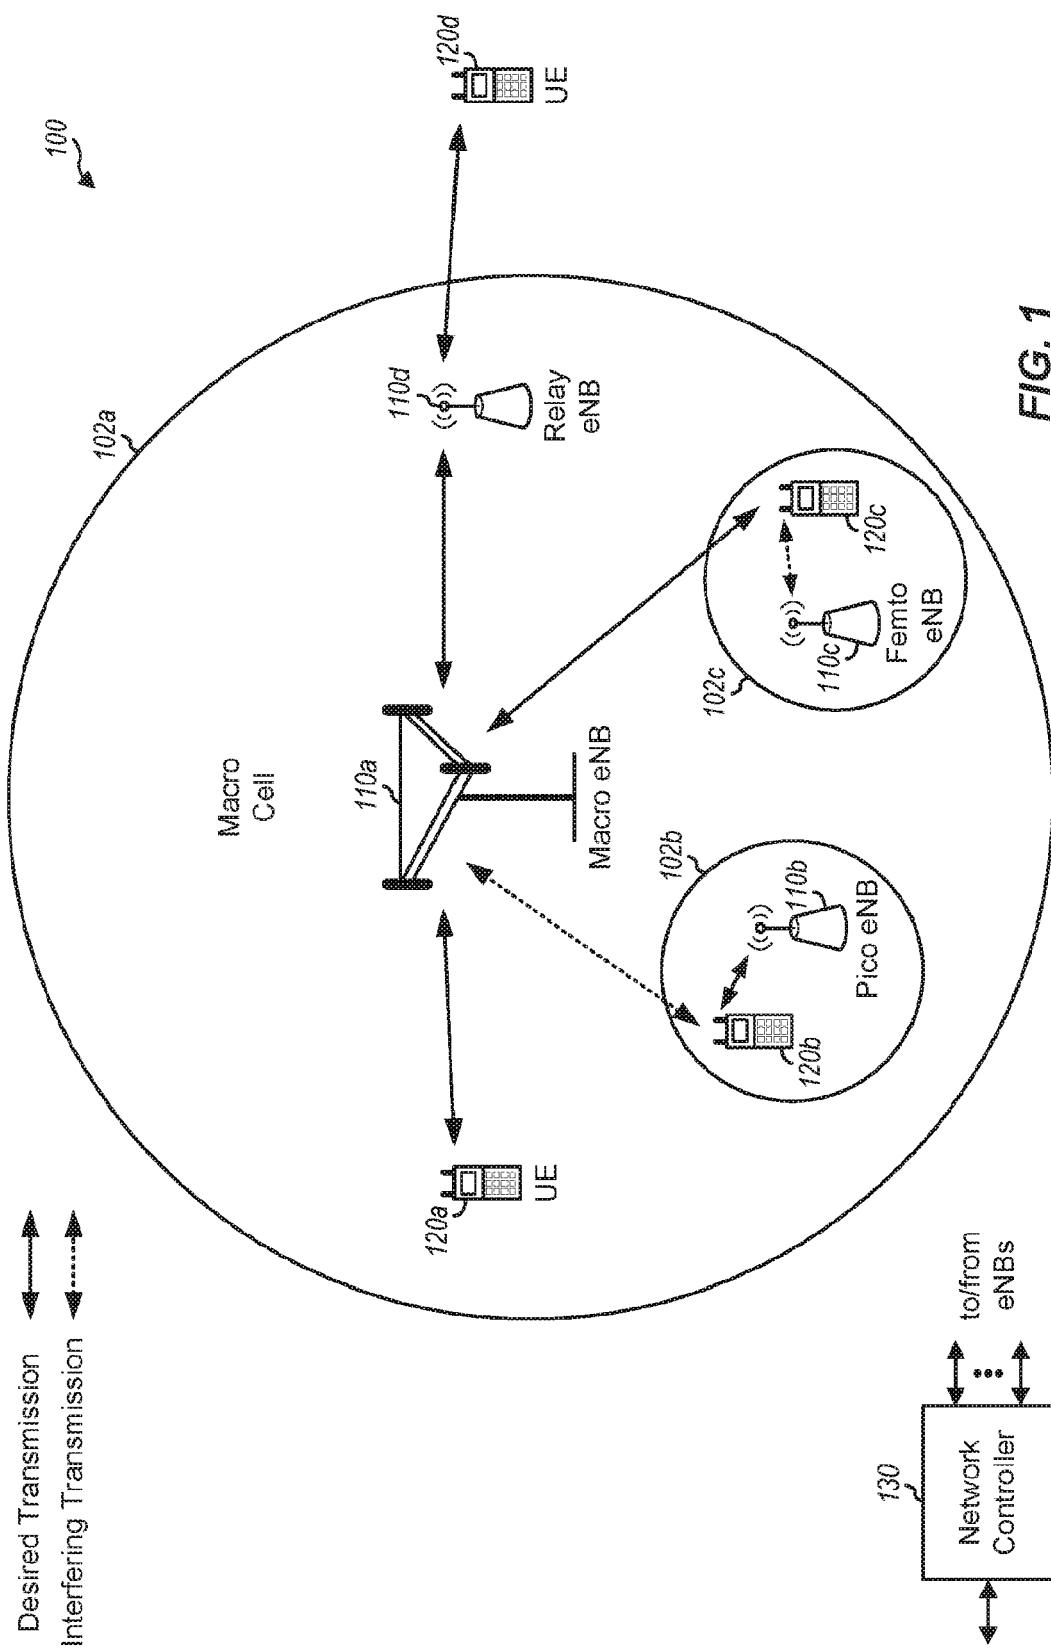 Desired Transmission
Interfering Transmission
100
102a
Macro
Cell
110a
Macro eNB
120a
UE
110d
Relay
eNB
120d
UE
102b
110b
Pico eNB
120b
102c
110c
Femto
eNB
120c
130
Network
Controller
to/from
eNBs
FIG. 1